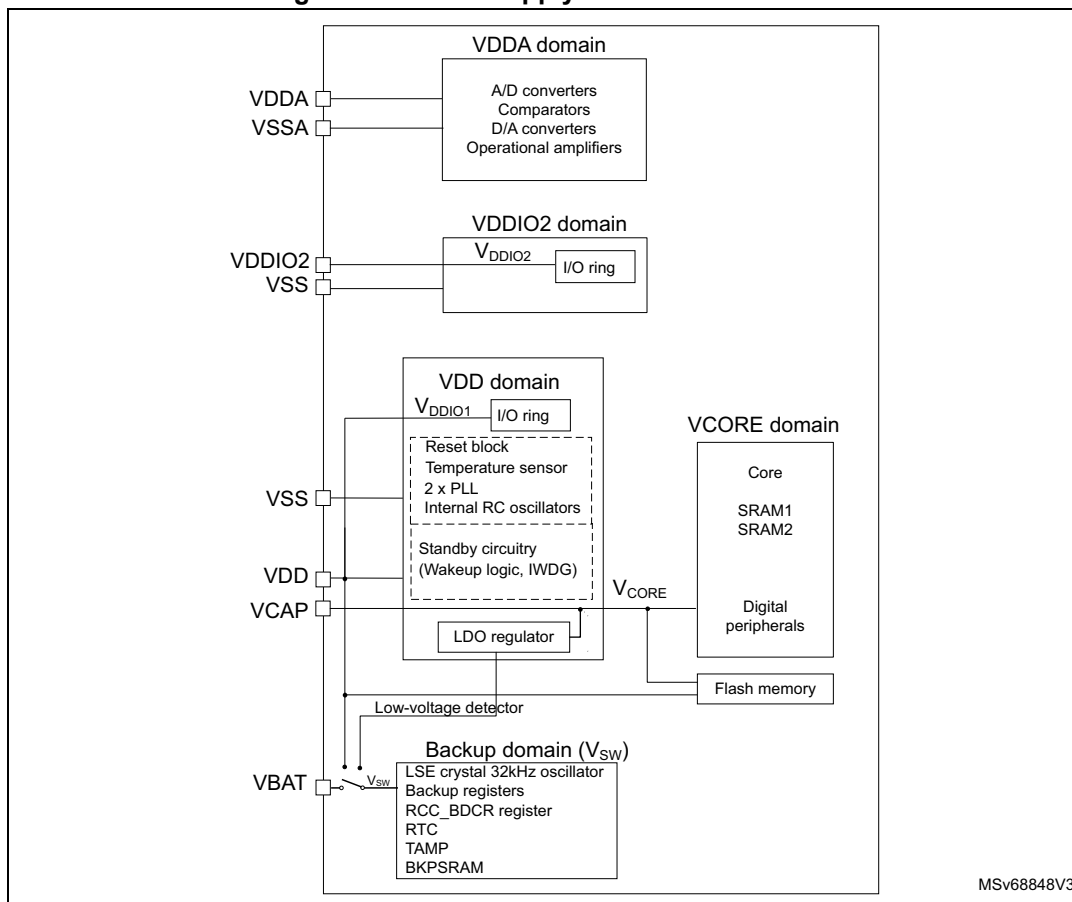 VDDA domain
A/D converters
Comparators
D/A converters
Operational amplifiers
VDDA
VSSA
VDDIO2 domain
VDDIO2
VSS
VDDIO2
I/O ring
VDD domain
VDDIO1
I/O ring
Reset block
Temperature sensor
2 x PLL
Internal RC oscillators
Standby circuitry
(Wakeup logic, IWDG)
VSS
VDD
VCAP
LDO regulator
VCORE
VCORE domain
Core
SRAM1
SRAM2
Digital
peripherals
Flash memory
Low-voltage detector
Backup domain (VSW)
VBAT
VSW
LSE crystal 32kHz oscillator
Backup registers
RCC_BDCR register
RTC
TAMP
BKPSRAM
MSv68848V3